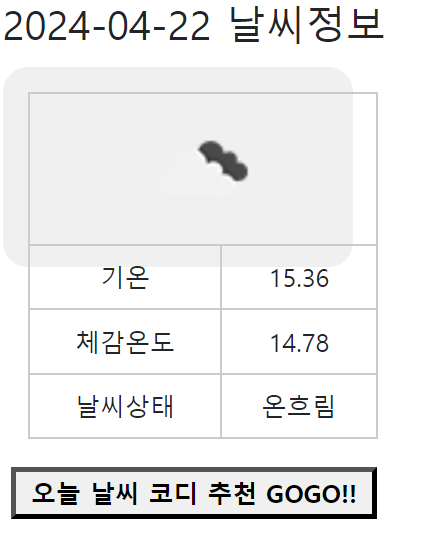 2024-04-22 날씨정보
기온 15.36
체감온도 14.78
날씨상태 온흐림
오늘 날씨 코디 추천 GOGO!!